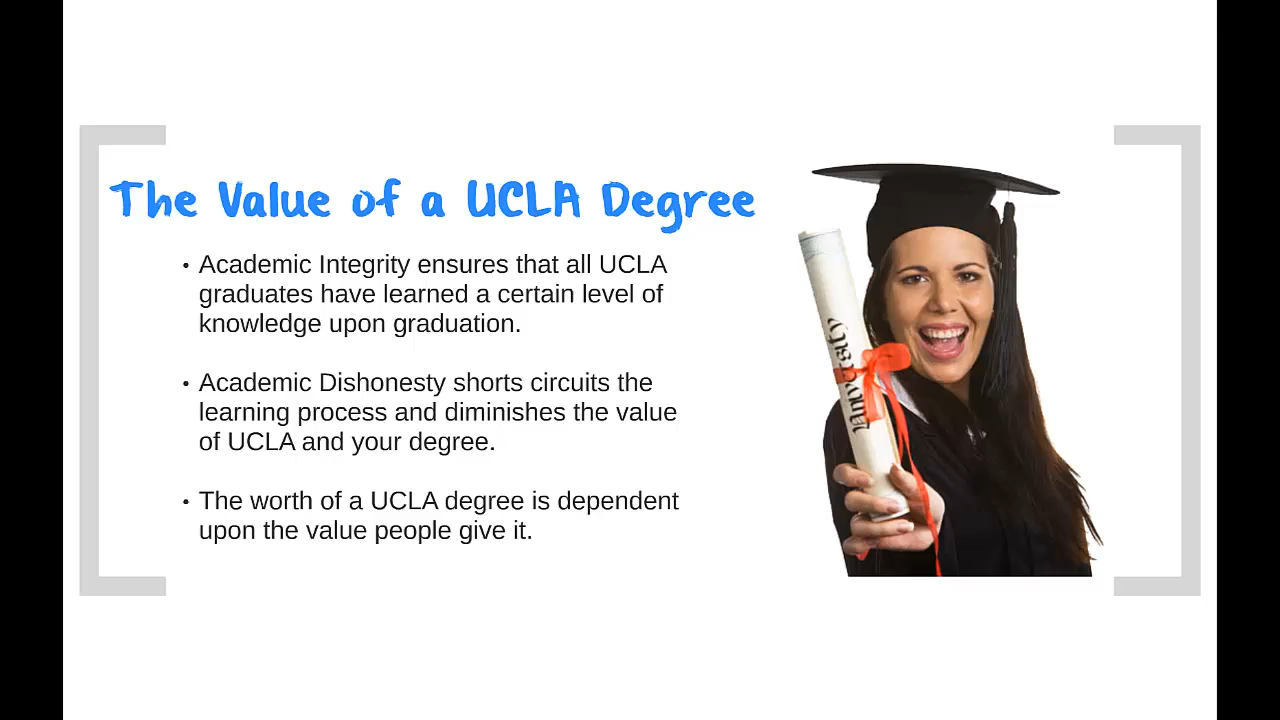 The Value of a UCLA Degree
• Academic Integrity ensures that all UCLA
graduates have learned a certain level of
knowledge upon graduation.
• Academic Dishonesty shorts circuits the
learning process and diminishes the value
of UCLA and your degree.
• The worth of a UCLA degree is dependent
upon the value people give it.
University